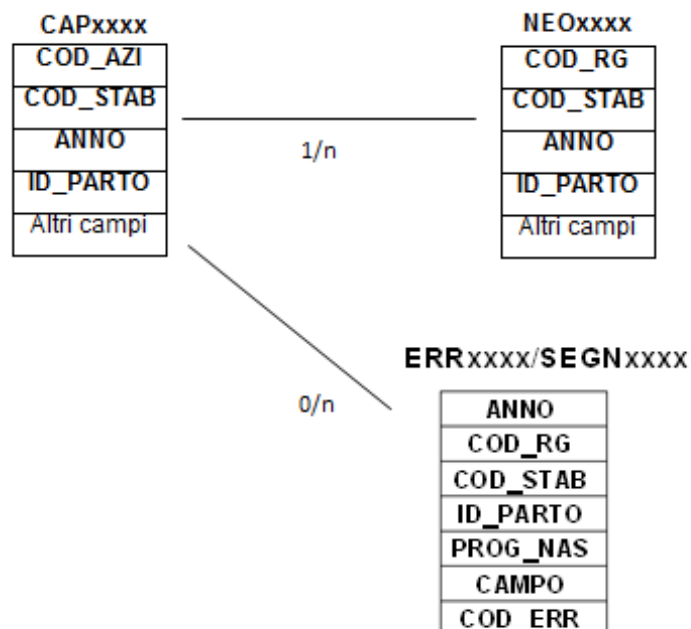 CAPxxxx
COD_AZI
COD_STAB
ANNO
ID_PARTO
Altri campi
1/n
NEOxxxx
COD_RG
COD_STAB
ANNO
ID_PARTO
Altri campi
0/n
ERRxxxx/SEGNxxxx
ANNO
COD_RG
COD_STAB
ID_PARTO
PROG_NAS
CAMPO
COD_ERR